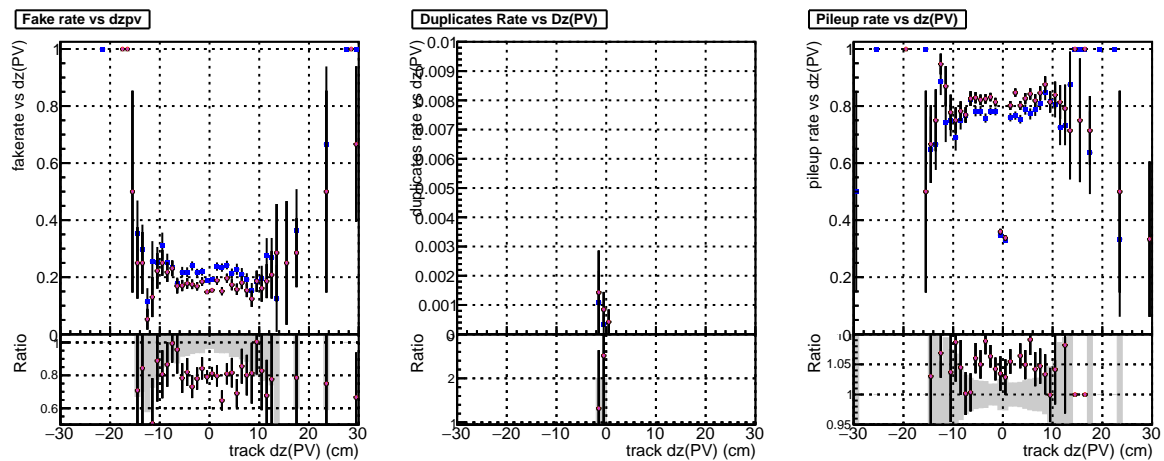 Fake rate vs dzpv
fakerate vs dz(PV)
1
0.8
0.6
0.4
0.2
0
Ratio
0.8
0.6
−30 −20 −10 0 10 20 30
track dz(PV) (cm)
Duplicates Rate vs Dz(PV)
duplicates rate vs dz(PV)
0.01
0.009
0.008
0.007
0.006
0.005
0.004
0.003
0.002
0.001
0
Ratio
2
1
−30 −20 −10 0 10 20 30
track dz(PV) (cm)
Pileup rate vs dz(PV)
pileup rate vs dz(PV)
1
0.8
0.6
0.4
0.2
0
Ratio
1.05
1
0.95
−30 −20 −10 0 10 20 30
track dz(PV) (cm)